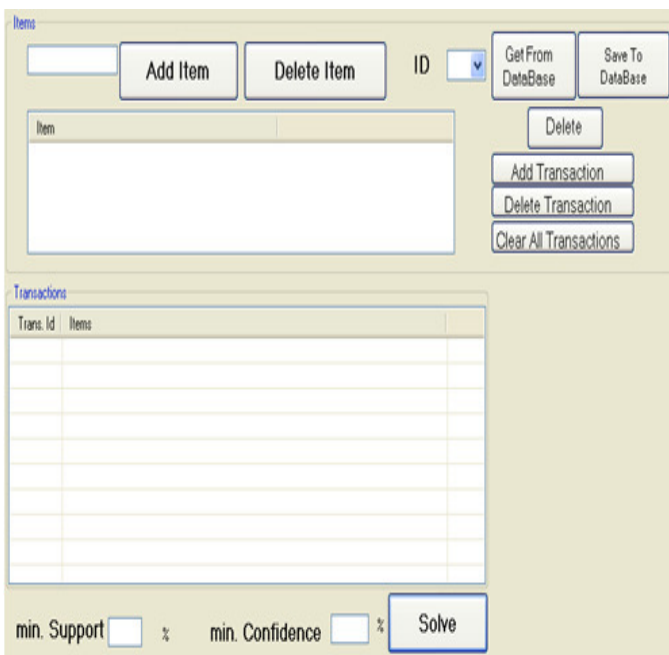 Items
Add Item Delete Item ID Get From DataBase Save To DataBase
Item
Delete
Add Transaction
Delete Transaction
Clear All Transactions
Transactions
Trans. Id Items
min. Support % min. Confidence % Solve